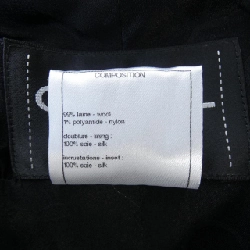 COMPOSITION
99% laine - wool
1% polyamide - nylon
doublure - lining :
100% soie - silk
incrustations - inset :
100% soie - silk